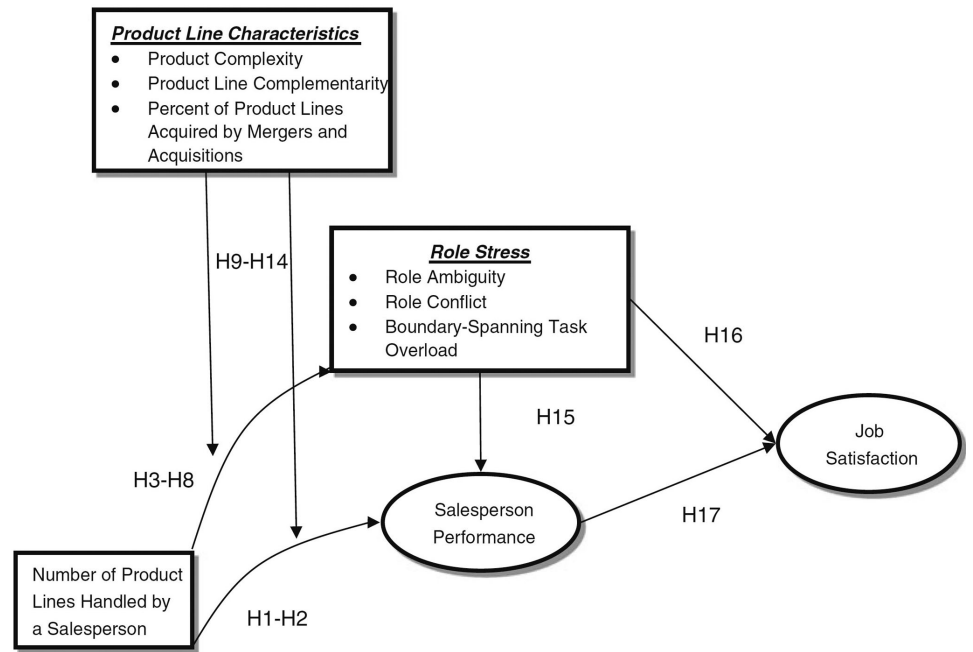 Product Line Characteristics
● Product Complexity
● Product Line Complementarity
● Percent of Product Lines
Acquired by Mergers and
Acquisitions
H9-H14
Role Stress
● Role Ambiguity
● Role Conflict
● Boundary-Spanning Task
Overload
H16
H15
Job
Satisfaction
H3-H8
Salesperson
Performance
H17
Number of Product
Lines Handled by
a Salesperson
H1-H2